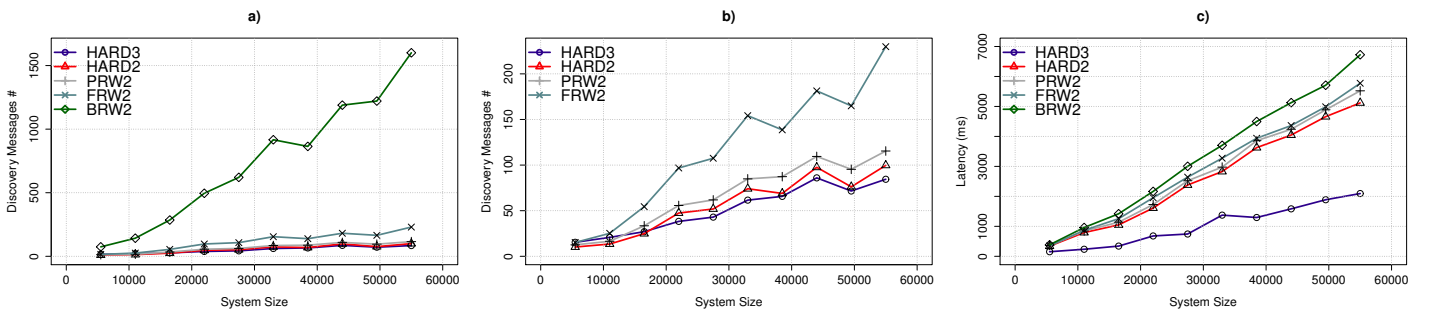 a)
Discovery Messages #
1500
1000
500
0
HARD3
HARD2
PRW2
FRW2
BRW2
0 10000 20000 30000 40000 50000 60000
System Size
b)
Discovery Messages #
200
150
100
50
0
HARD3
HARD2
PRW2
FRW2
0 10000 20000 30000 40000 50000 60000
System Size
c)
Latency (ms)
7000
5000
3000
1000
0
HARD3
HARD2
PRW2
FRW2
BRW2
0 10000 20000 30000 40000 50000 60000
System Size